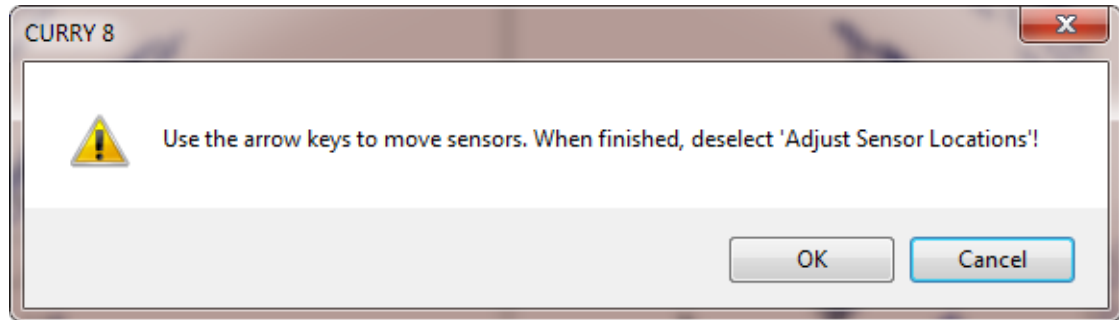 CURRY 8
Use the arrow keys to move sensors. When finished, deselect 'Adjust Sensor Locations'!
OK
Cancel